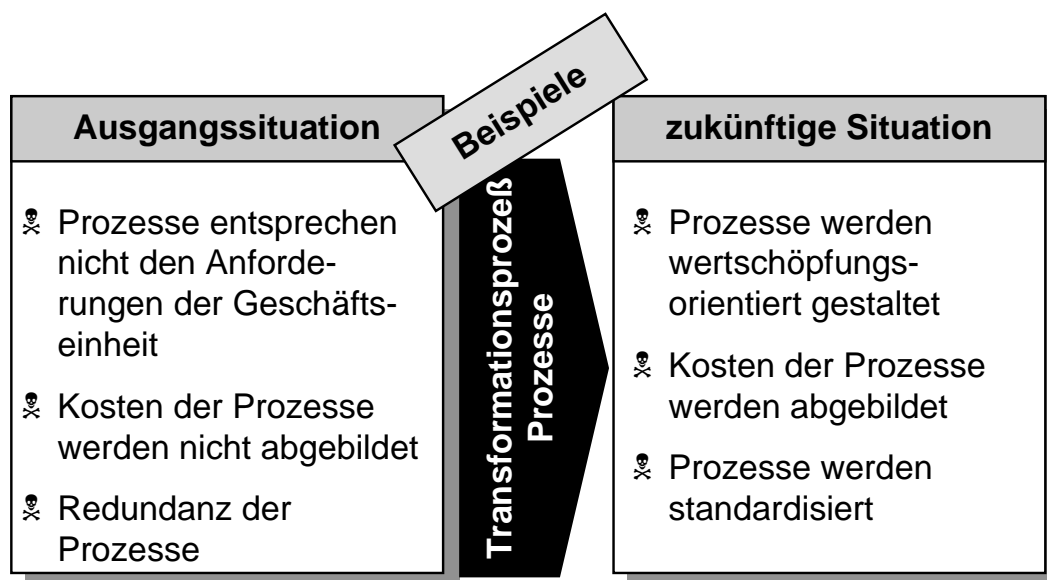 Beispiele
Ausgangssituation
☠ Prozesse entsprechen
nicht den Anforde-
rungen der Geschäfts-
einheit
☠ Kosten der Prozesse
werden nicht abgebildet
☠ Redundanz der
Prozesse
Transformationsprozeß
Prozesse
zukünftige Situation
☠ Prozesse werden
wertschöpfungs-
orientiert gestaltet
☠ Kosten der Prozesse
werden abgebildet
☠ Prozesse werden
standardisiert